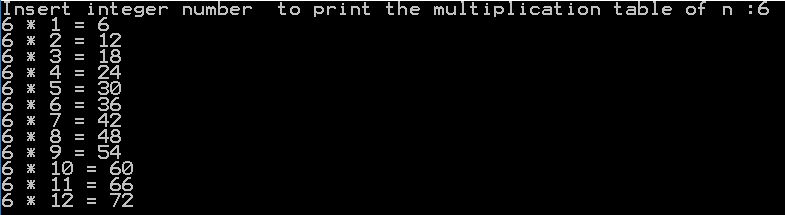 Insert integer number  to print the multiplication table of n :6
6 * 1 = 6
6 * 2 = 12
6 * 3 = 18
6 * 4 = 24
6 * 5 = 30
6 * 6 = 36
6 * 7 = 42
6 * 8 = 48
6 * 9 = 54
6 * 10 = 60
6 * 11 = 66
6 * 12 = 72